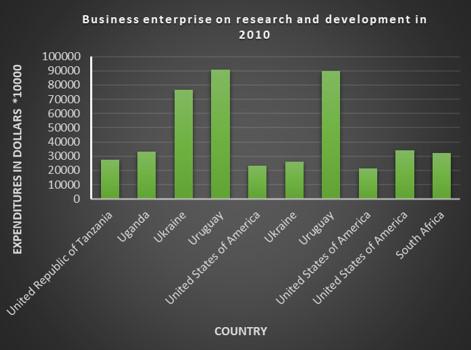 Business enterprise on research and development in
2010
EXPENDITURES IN DOLLARS *10000
100000
90000
80000
70000
60000
50000
40000
30000
20000
10000
0
United Republic of Tanzania
Uganda
Ukraine
Uruguay
United States of America
Ukraine
Uruguay
United States of America
United States of America
South Africa
COUNTRY